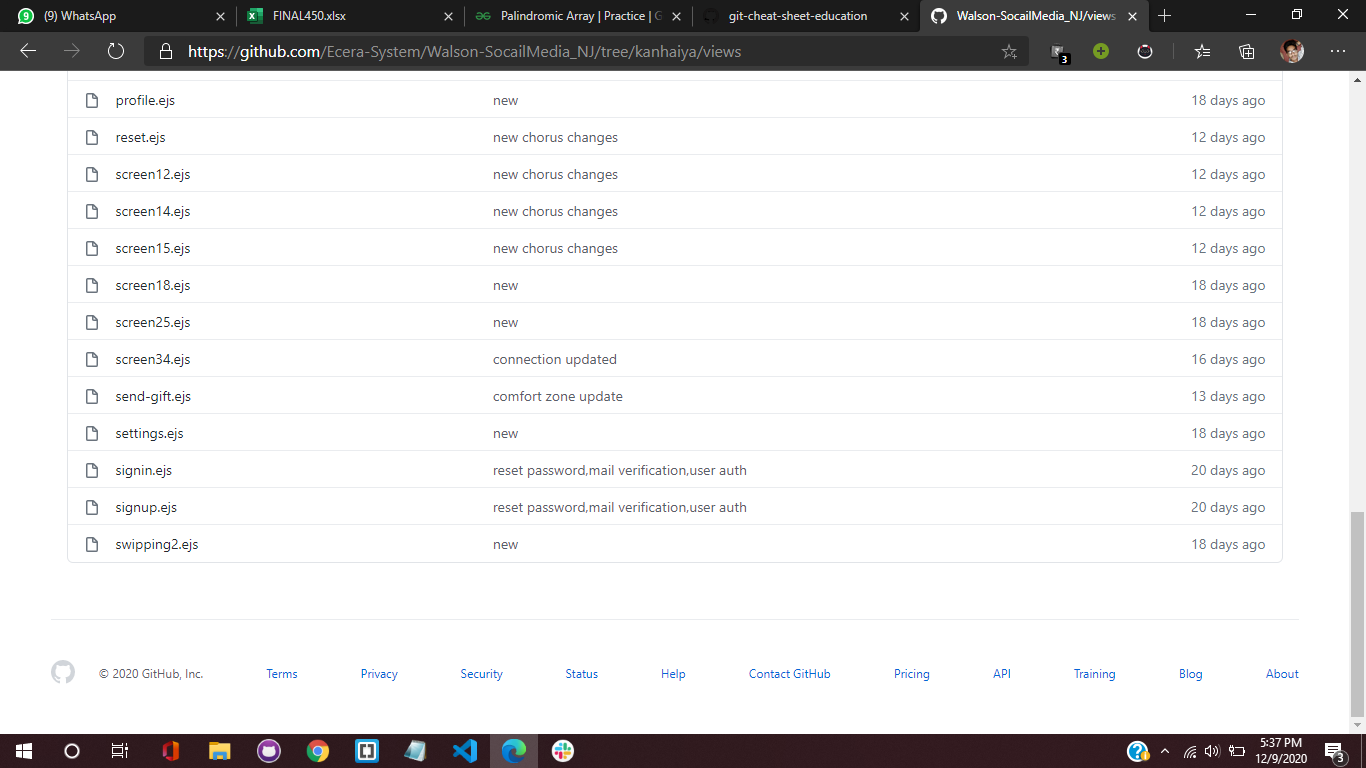 (9) WhatsApp
FINAL450.xlsx
Palindromic Array | Practice | G
git-cheat-sheet-education
Walson-SocailMedia_NJ/views
https://github.com/Ecera-System/Walson-SocailMedia_NJ/tree/kanhaiya/views
3
profile.ejs new 18 days ago
reset.ejs new chorus changes 12 days ago
screen12.ejs new chorus changes 12 days ago
screen14.ejs new chorus changes 12 days ago
screen15.ejs new chorus changes 12 days ago
screen18.ejs new 18 days ago
screen25.ejs new 18 days ago
screen34.ejs connection updated 16 days ago
send-gift.ejs comfort zone update 13 days ago
settings.ejs new 18 days ago
signin.ejs reset password,mail verification,user auth 20 days ago
signup.ejs reset password,mail verification,user auth 20 days ago
swipping2.ejs new 18 days ago
© 2020 GitHub, Inc. Terms Privacy Security Status Help Contact GitHub Pricing API Training Blog About
5:37 PM
12/9/2020
3